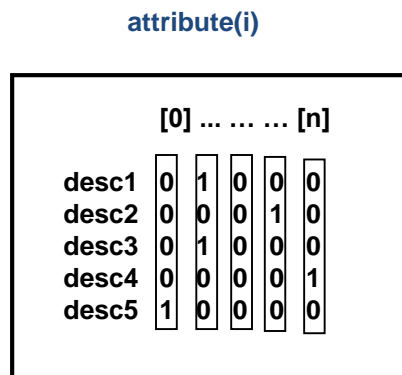 attribute(i)
[0] ... … … [n]
desc1 0 1 0 0 0
desc2 0 0 0 1 0
desc3 0 1 0 0 0
desc4 0 0 0 0 1
desc5 1 0 0 0 0